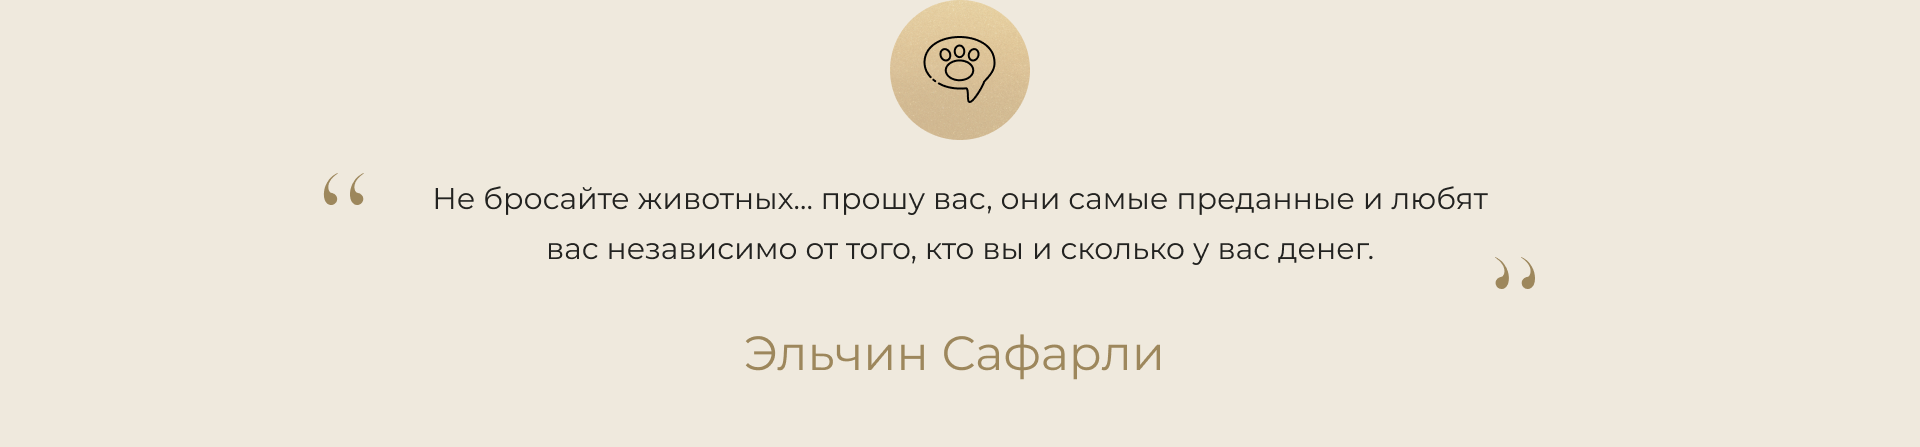 “ Не бросайте животных... прошу вас, они самые преданные и любят
вас независимо от того, кто вы и сколько у вас денег. ”
Эльчин Сафарли